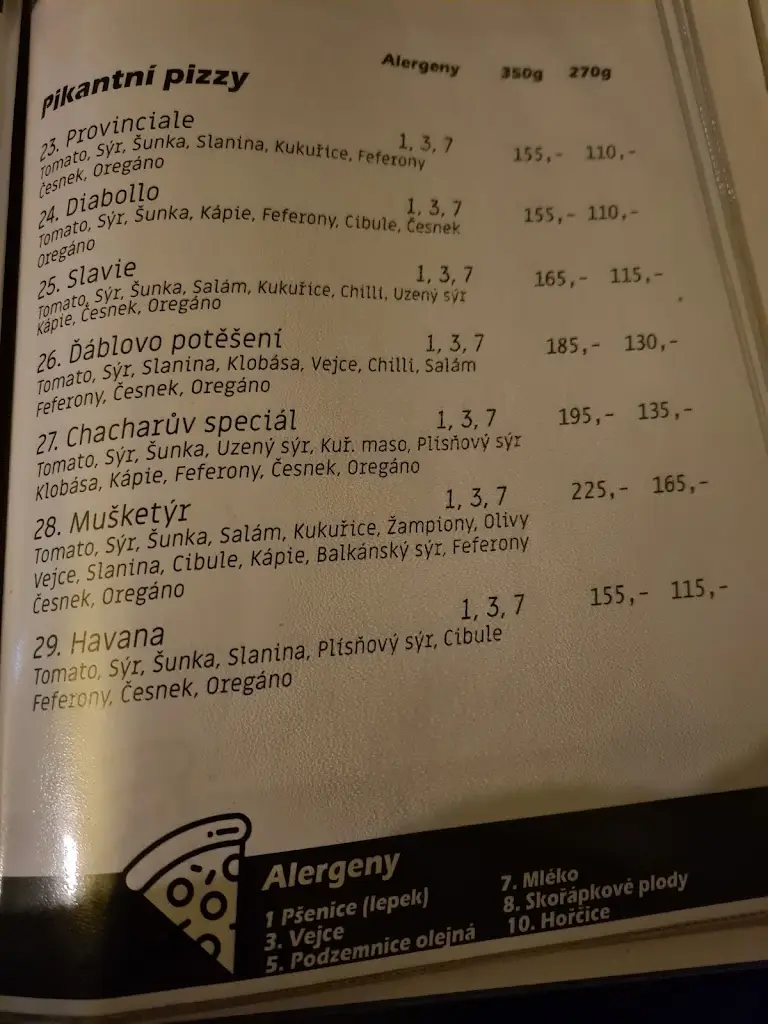 Pikantní pizzy Alergeny 350g 270g
23. Provinciale 1, 3, 7 155,- 110,-
Tomato, Sýr, Šunka, Slanina, Kukuřice, Feferony
Česnek, Oregáno
24. Diabollo 1, 3, 7 155,- 110,-
Tomato, Sýr, Šunka, Kápie, Feferony, Cibule, Česnek
Oregáno
25. Slavie 1, 3, 7 165,- 115,-
Tomato, Sýr, Šunka, Salám, Kukuřice, Chilli, Uzený sýr
Kápie, Česnek, Oregáno
26. Ďáblovo potěšení 1, 3, 7 185,- 130,-
Tomato, Sýr, Slanina, Klobása, Vejce, Chilli, Salám
Feferony, Česnek, Oregáno
27. Chacharův speciál 1, 3, 7 195,- 135,-
Tomato, Sýr, Šunka, Uzený sýr, Kuř. maso, Plísňový sýr
Klobása, Kápie, Feferony, Česnek, Oregáno
28. Mušketýr 1, 3, 7 225,- 165,-
Tomato, Sýr, Šunka, Salám, Kukuřice, Žampiony, Olivy
Vejce, Slanina, Cibule, Kápie, Balkánský sýr, Feferony
Česnek, Oregáno
29. Havana 1, 3, 7 155,- 115,-
Tomato, Sýr, Šunka, Slanina, Plísňový sýr, Cibule
Feferony, Česnek, Oregáno
Alergeny
1 Pšenice (lepek)
3. Vejce
5. Podzemnice olejná
7. Mléko
8. Skořápkové plody
10. Hořčice